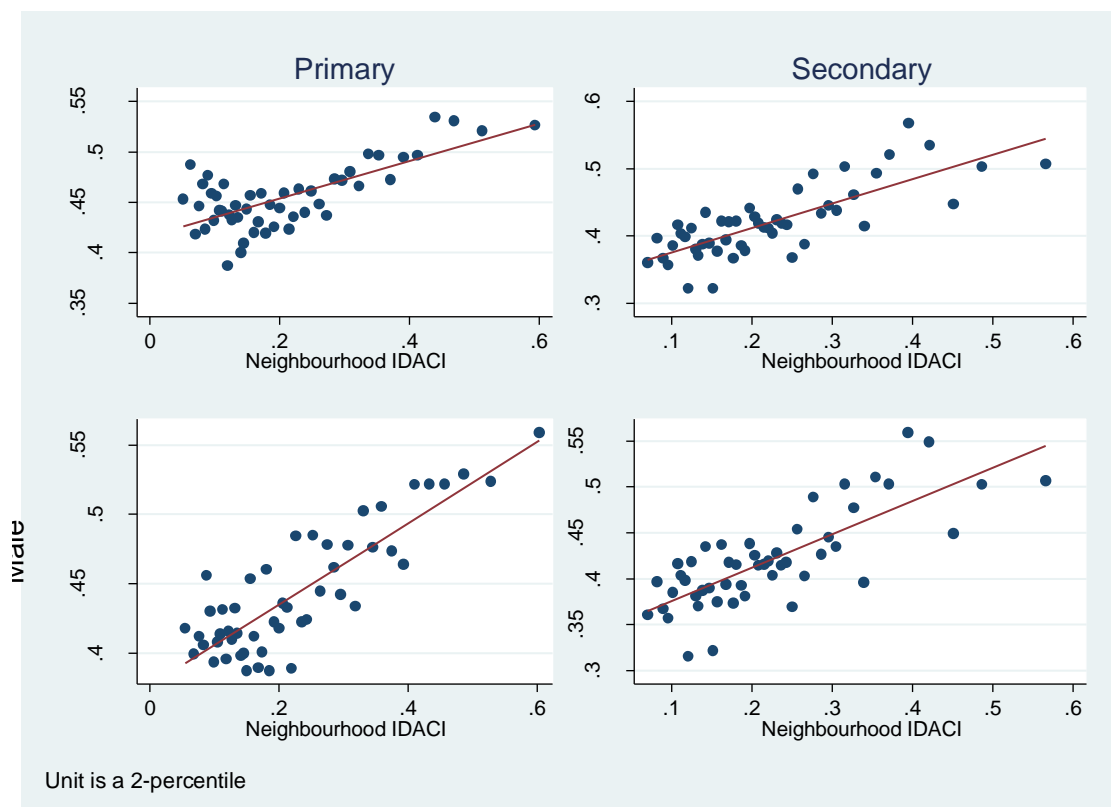 Primary
Secondary
.55
.5
.45
.4
.35
0 .2 .4 .6
Neighbourhood IDACI
.6
.5
.4
.3
.1 .2 .3 .4 .5 .6
Neighbourhood IDACI
.55
.5
.45
.4
0 .2 .4 .6
Neighbourhood IDACI
.55
.5
.45
.4
.35
.3
.1 .2 .3 .4 .5 .6
Neighbourhood IDACI
Unit is a 2-percentile